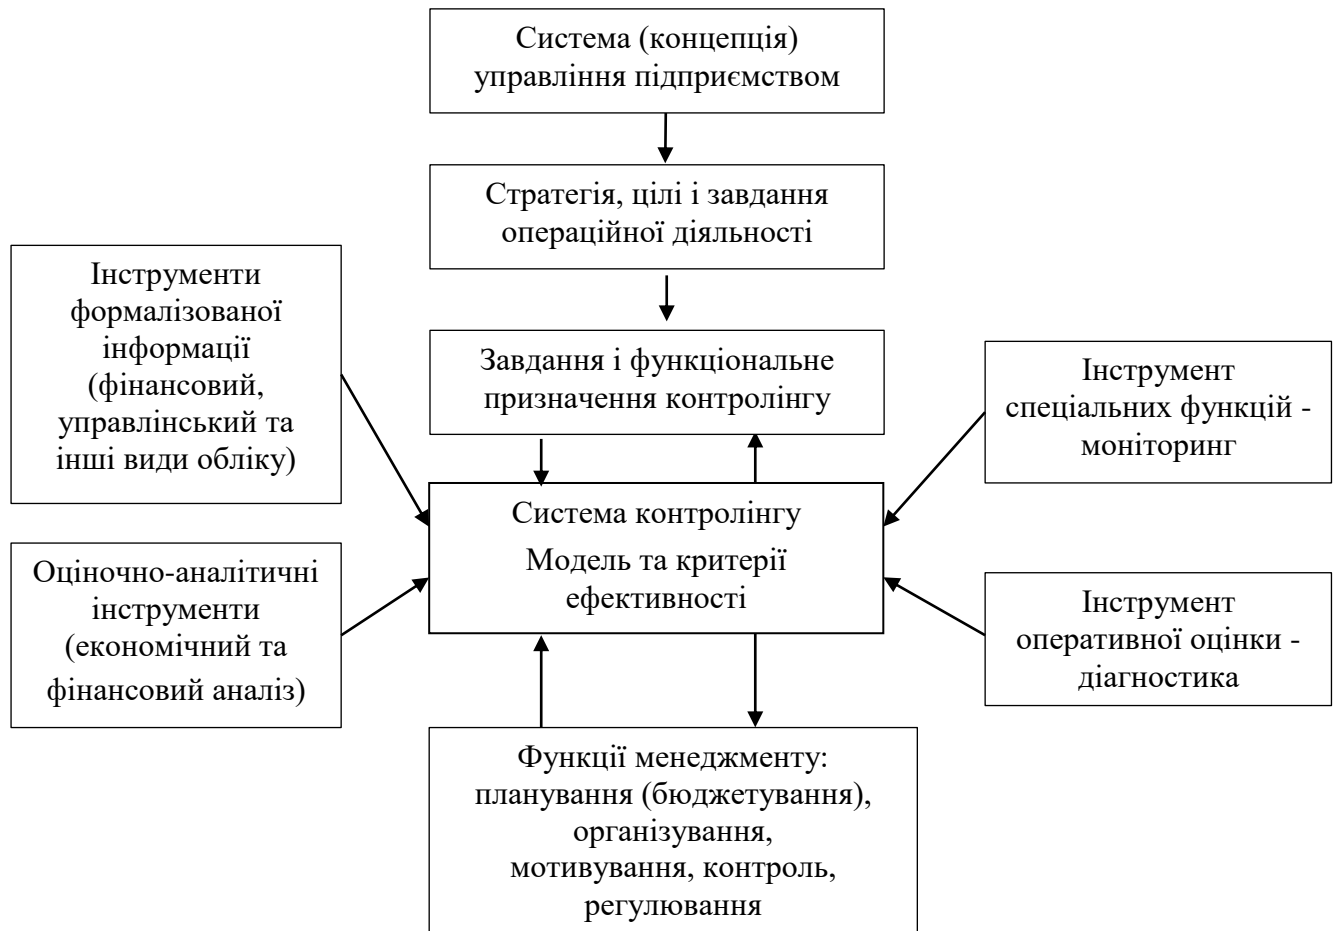 Система (концепція)
управління підприємством
Стратегія, цілі і завдання
операційної діяльності
Інструменти
формалізованої
інформації
(фінансовий,
управлінський та
інші види обліку)
Завдання і функціональне
призначення контролінгу
Інструмент
спеціальних функцій -
моніторинг
Система контролінгу
Модель та критерії
ефективності
Оціночно-аналітичні
інструменти
(економічний та
фінансовий аналіз)
Інструмент
оперативної оцінки -
діагностика
Функції менеджменту:
планування (бюджетування),
організування,
мотивування, контроль,
регулювання